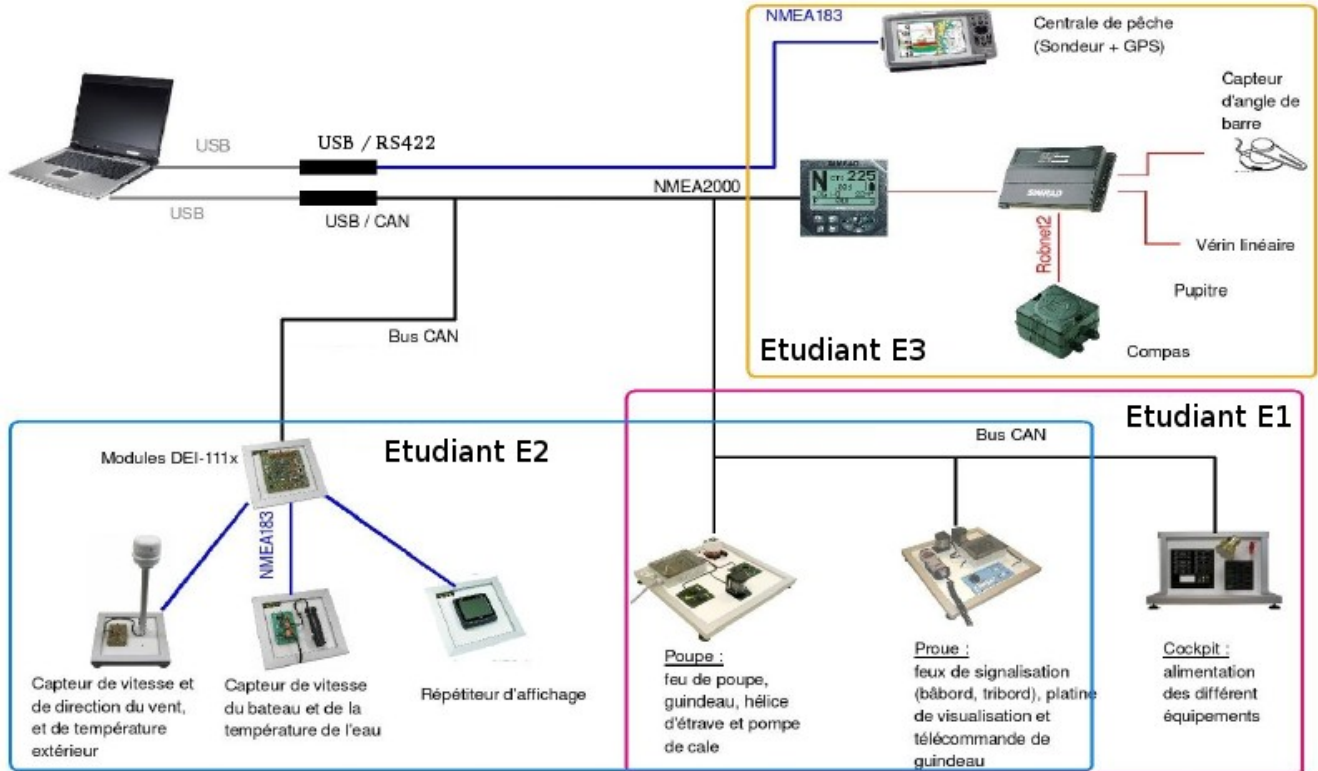 NMEA183
Centrale de pêche
(Sondeur + GPS)
Capteur
d'angle de
barre
USB
USB / RS422
NMEA2000
SIMRAD
N
225
SIMRAD
USB
USB / CAN
Robnet2
Vérin linéaire
Pupitre
Bus CAN
Etudiant E3
Compas
Etudiant E1
Etudiant E2
Bus CAN
Modules DEI-111x
NMEA183
Capteur de vitesse et
de direction du vent,
et de température
extérieur
Capteur de vitesse
du bateau et de la
température de l'eau
Répétiteur d'affichage
Poupe :
feu de poupe,
guindeau, hélice
d'étrave et pompe
de cale
Proue :
feux de signalisation
(bâbord, tribord), platine
de visualisation et
télécommande de
guindeau
Cockpit :
alimentation
des différent
équipements